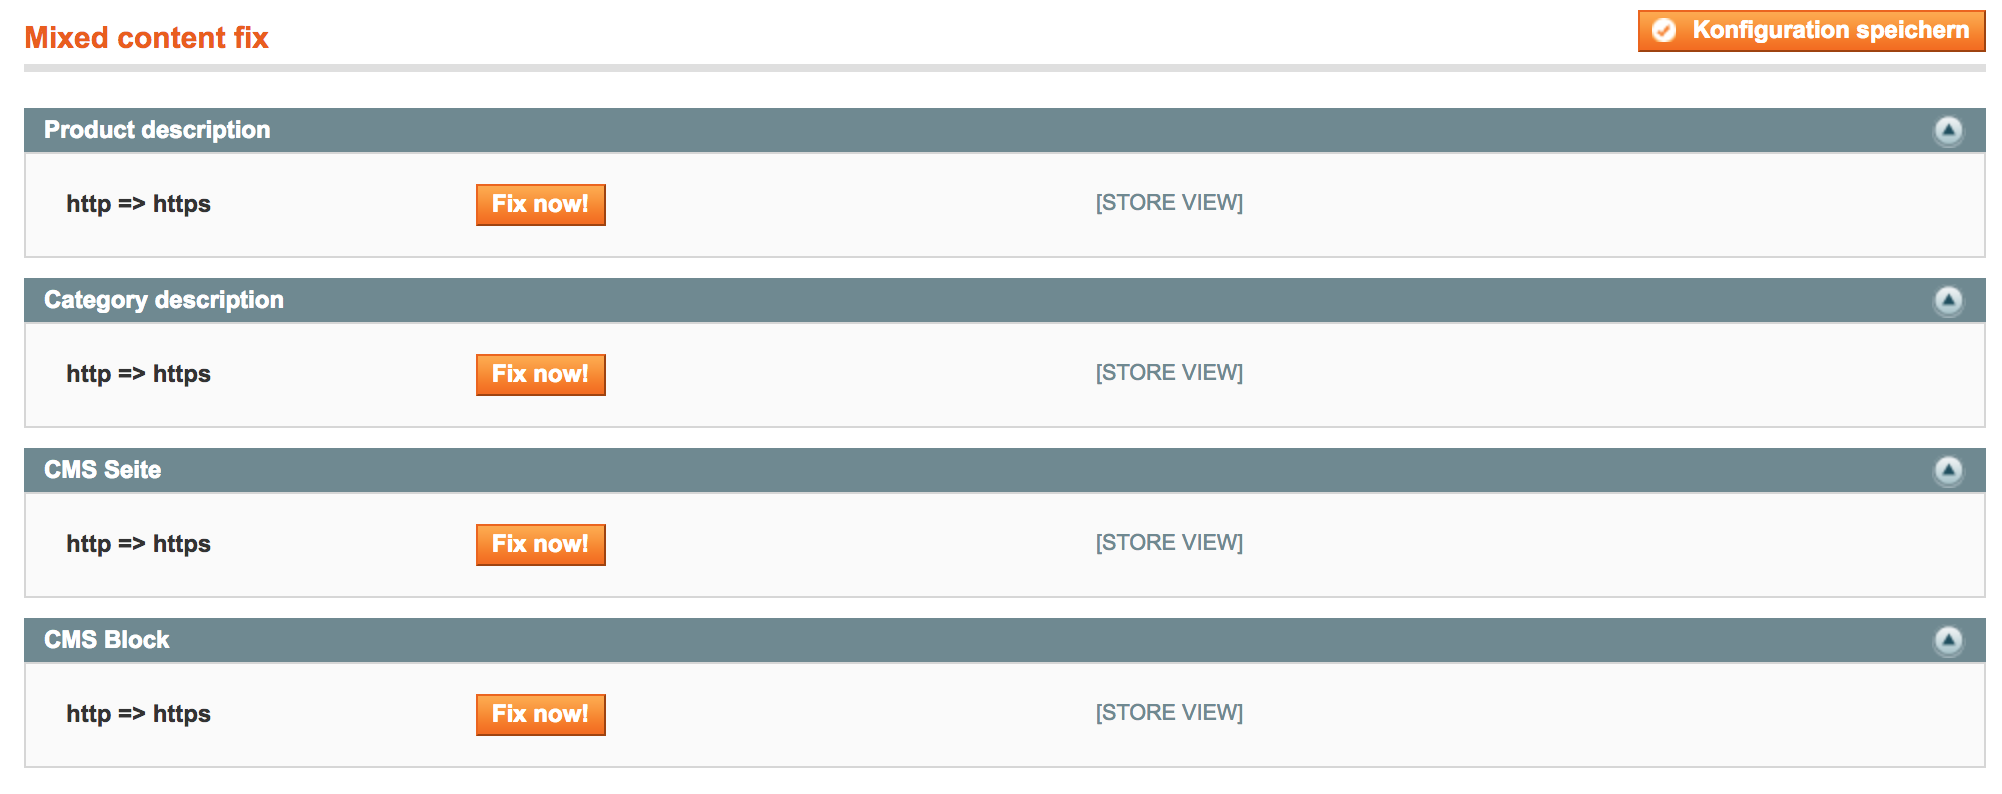 Mixed content fix
Konfiguration speichern
Product description
http => https
Fix now!
[STORE VIEW]
Category description
http => https
Fix now!
[STORE VIEW]
CMS Seite
http => https
Fix now!
[STORE VIEW]
CMS Block
http => https
Fix now!
[STORE VIEW]